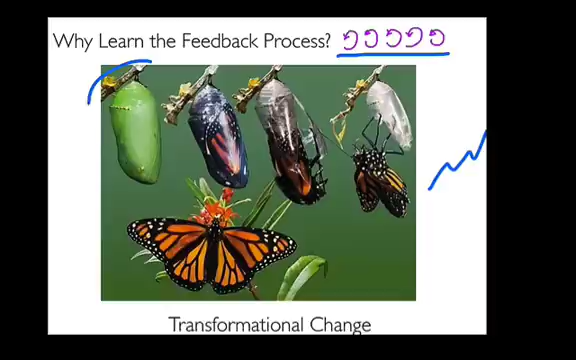 Why Learn the Feedback Process?
Transformational Change